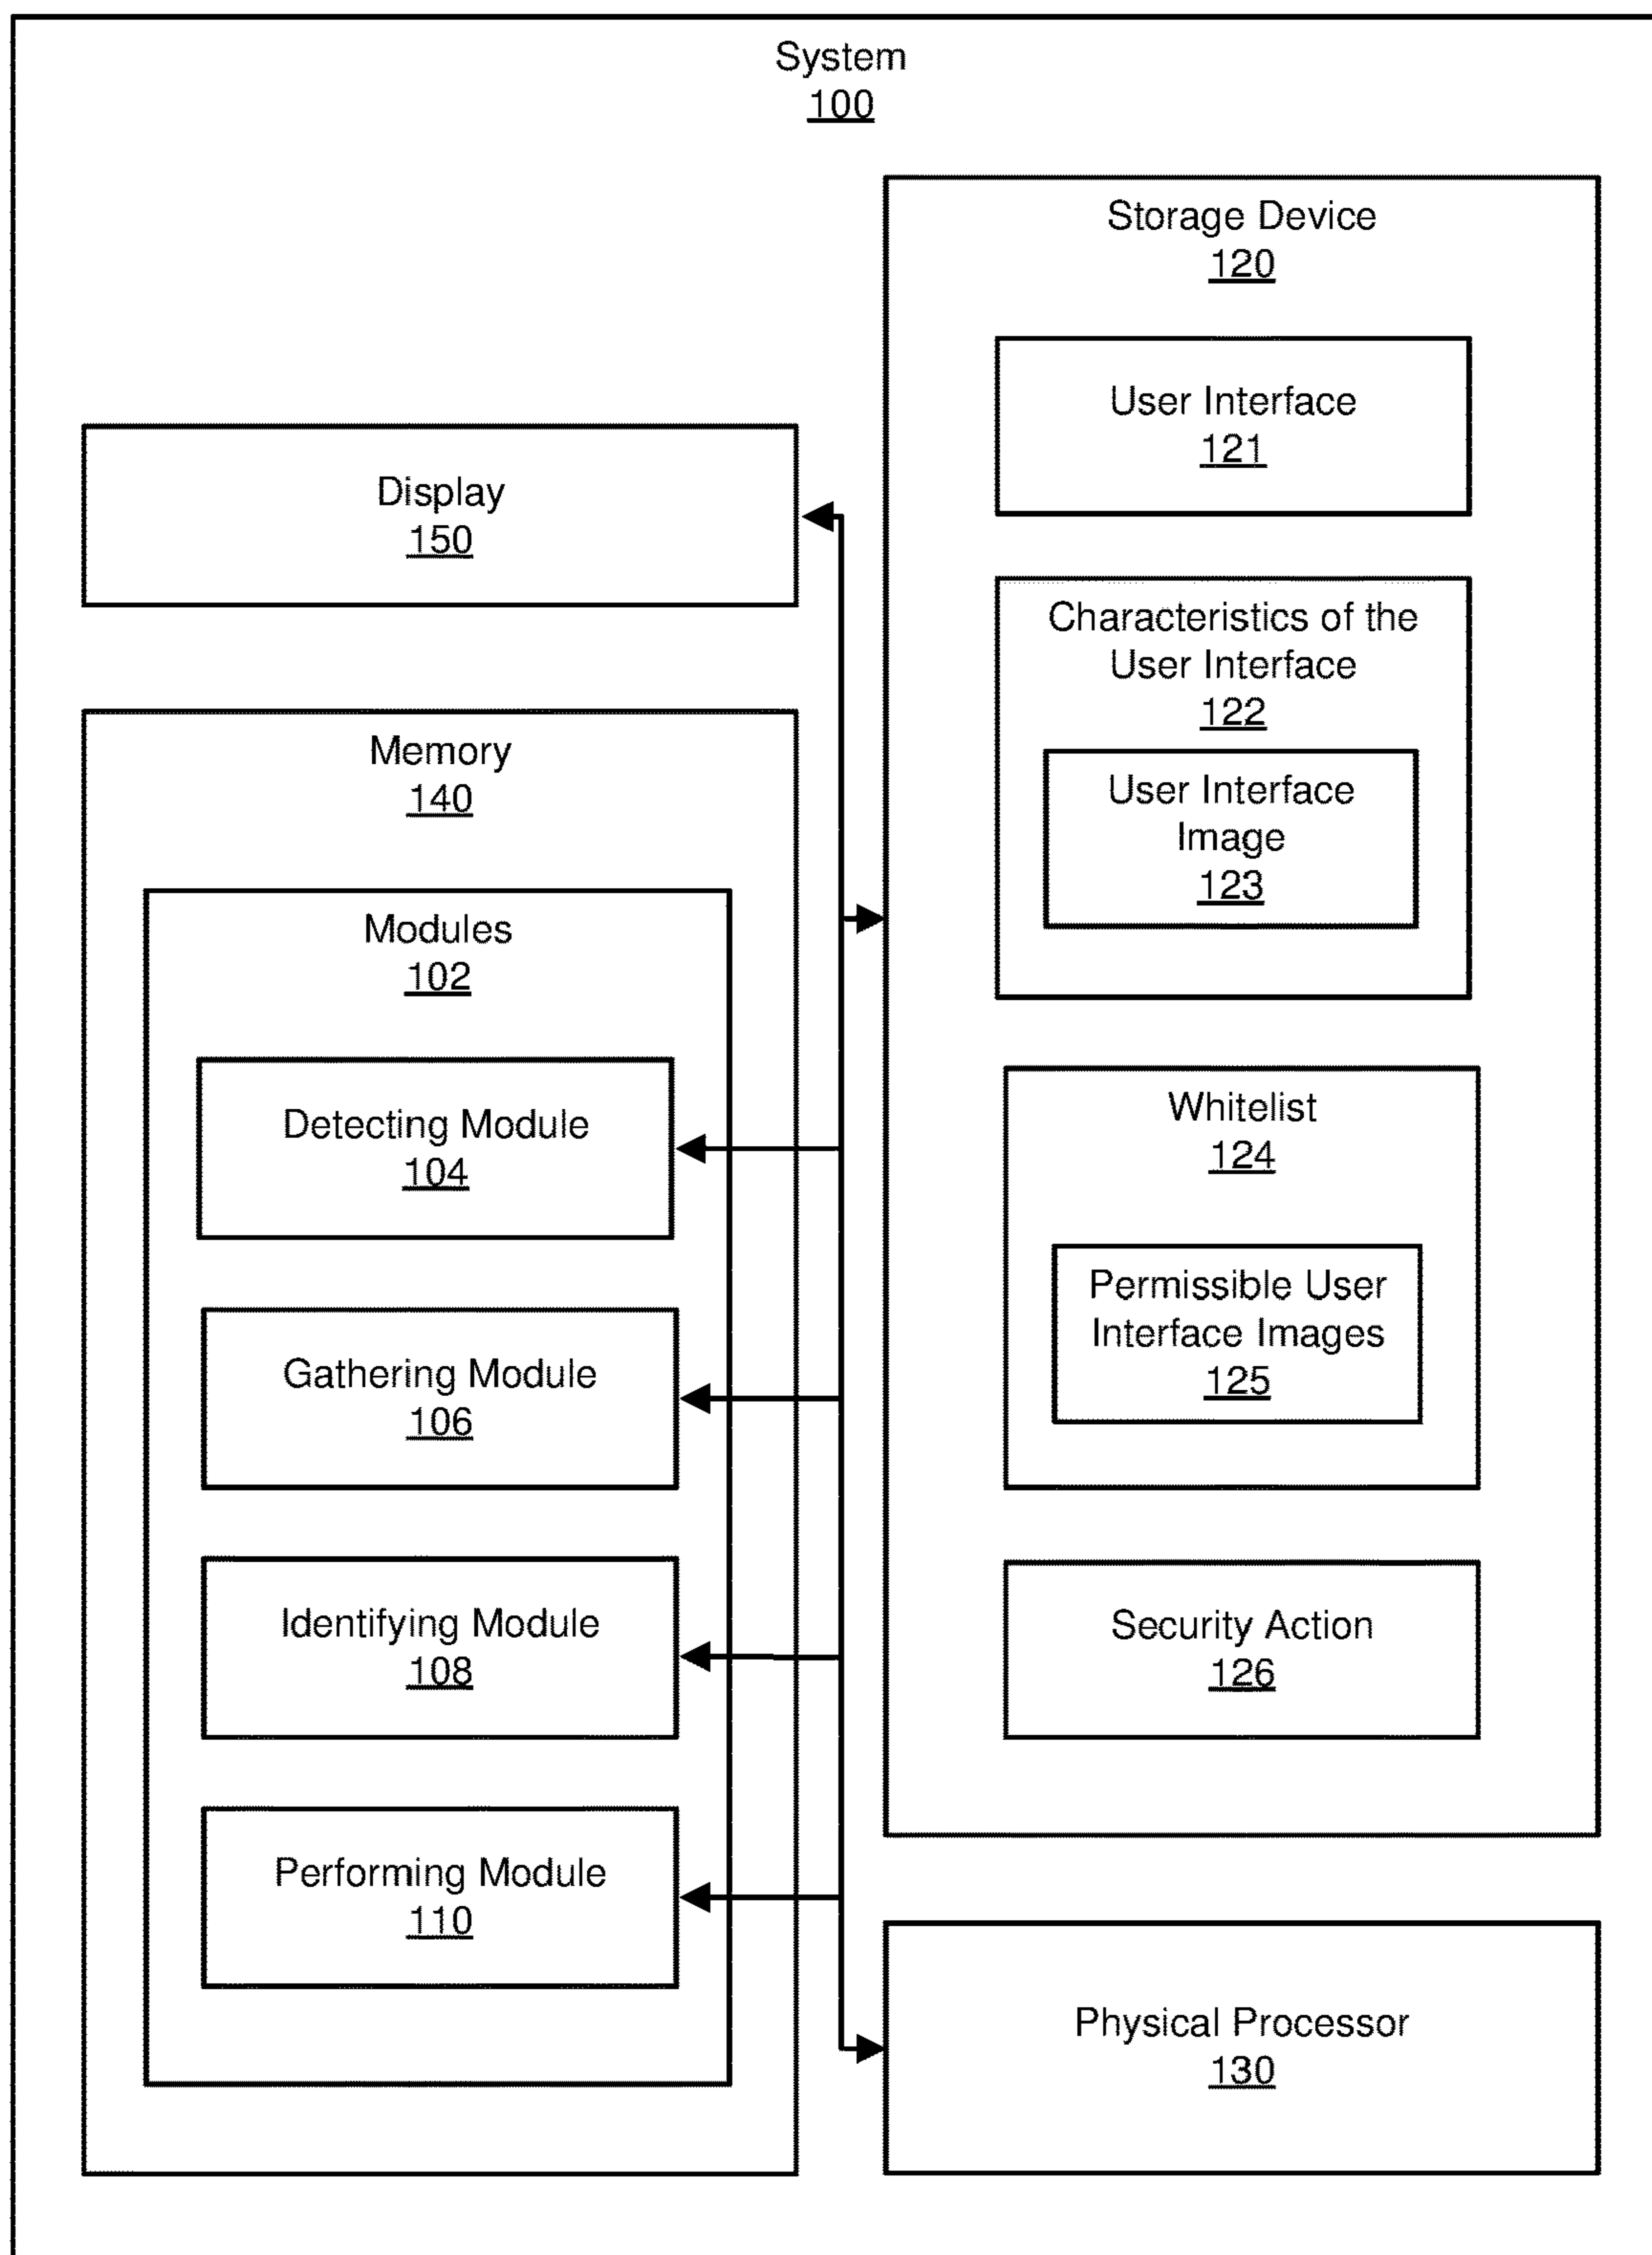 System
100
Display
150
Memory
140
Modules
102
Detecting Module
104
Gathering Module
106
Identifying Module
108
Performing Module
110
Storage Device
120
User Interface
121
Characteristics of the
User Interface
122
User Interface
Image
123
Whitelist
124
Permissible User
Interface Images
125
Security Action
126
Physical Processor
130